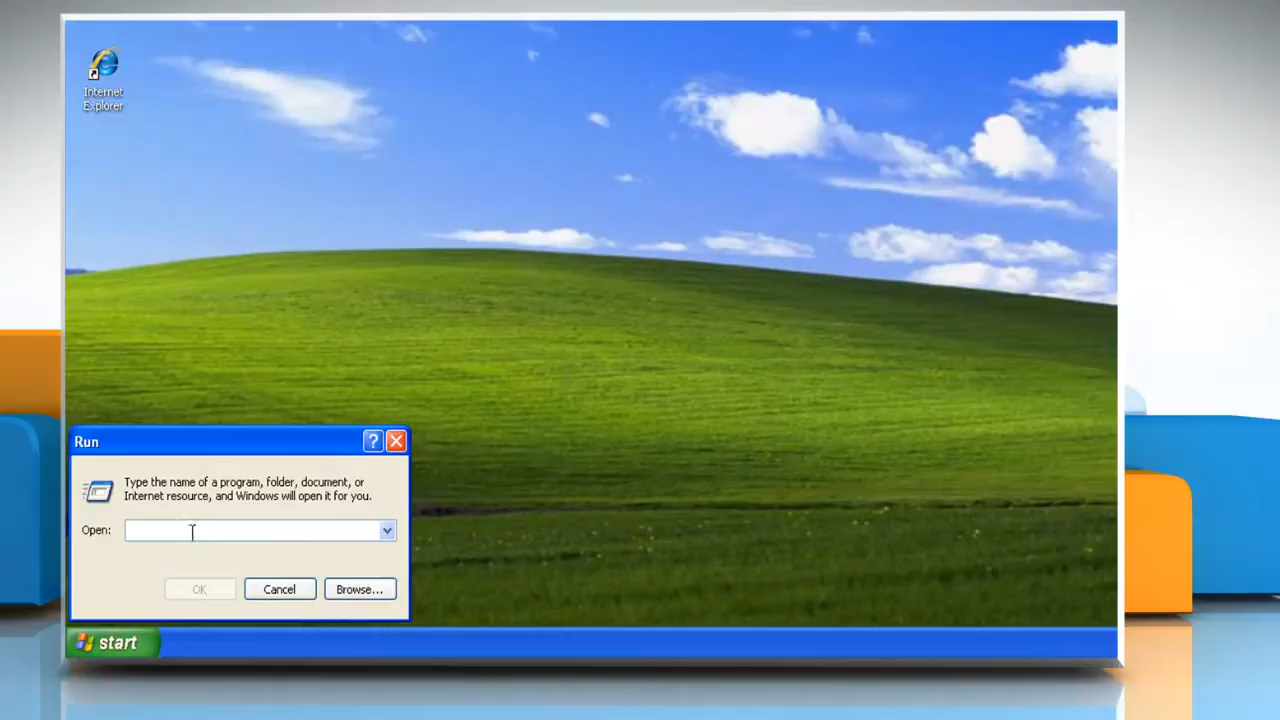 Internet
Explorer
Run
?
Type the name of a program, folder, document, or
Internet resource, and Windows will open it for you.
Open:
OK
Cancel
Browse...
start